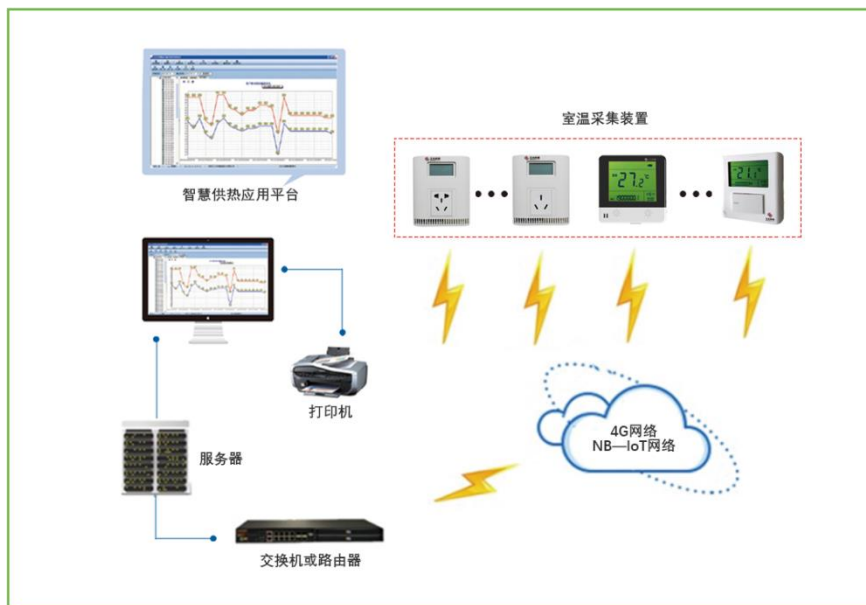 室温采集装置
27.2
21.1
智慧供热应用平台
打印机
4G网络
NB—IoT网络
服务器
交换机或路由器